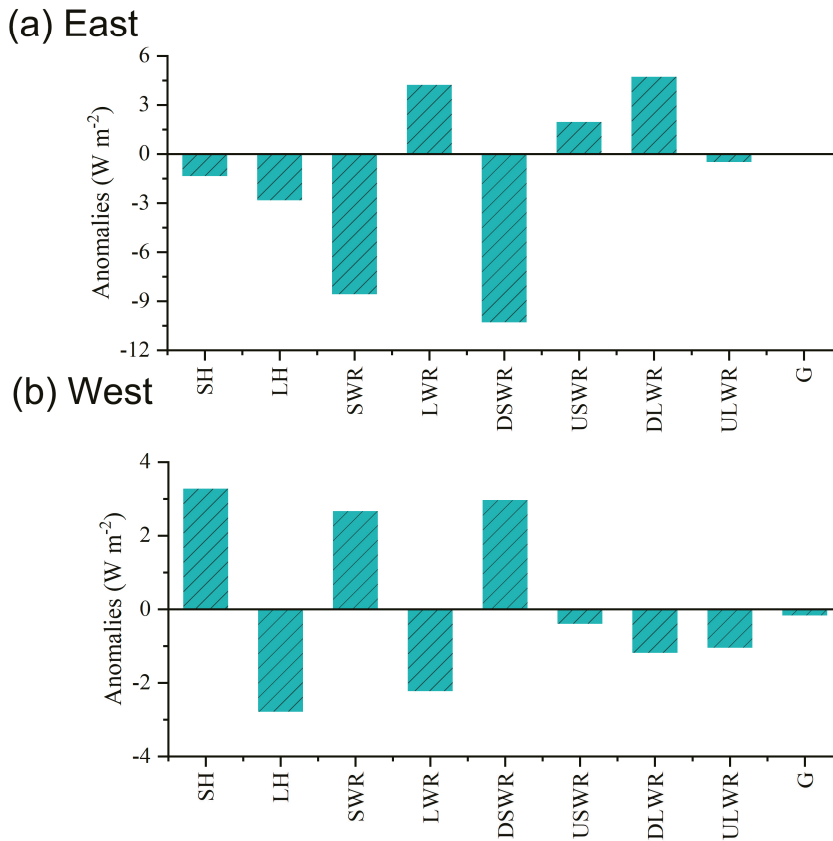 (a) East
Anomalies (W m-2)
6
3
0
-3
-6
-9
-12
SH
LH
SWR
LWR
DSWR
USWR
DLWR
ULWR
G
(b) West
Anomalies (W m-2)
4
2
0
-2
-4
SH
LH
SWR
LWR
DSWR
USWR
DLWR
ULWR
G